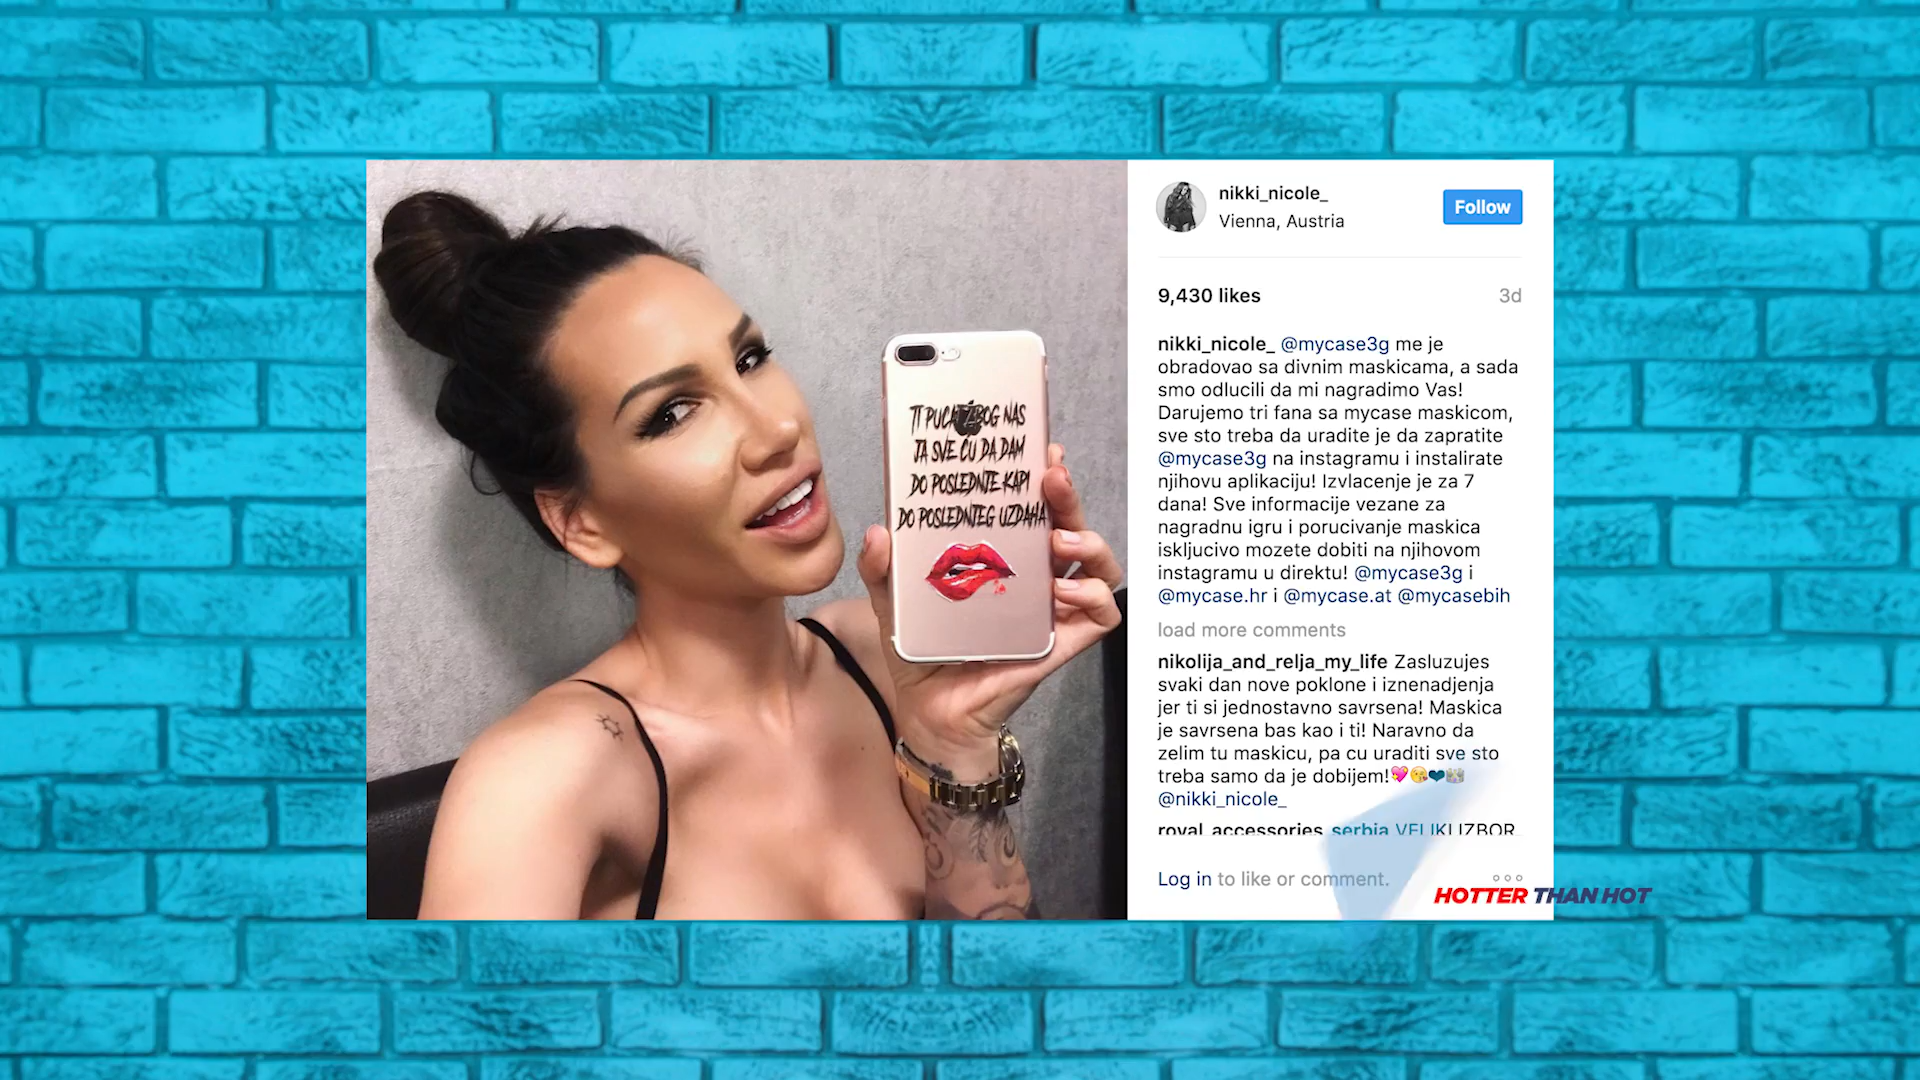 TI PUCAJ ZBOG NAS
JA SVE ĆU DA DAM
DO POSLEDNJE KAPI
DO POSLEDNJEG UZDAHA
nikki_nicole_
Vienna, Austria
Follow
9,430 likes
3d
nikki_nicole_ @mycase3g me je
obradovao sa divnim maskicama, a sada
smo odlucili da mi nagradimo Vas!
Darujemo tri fana sa mycase maskicom,
sve sto treba da uradite je da zapratite
@mycase3g na instagramu i instalirate
njihovu aplikaciju! Izvlacenje je za 7
dana! Sve informacije vezane za
nagradnu igru i porucivanje maskica
iskljucivo mozete dobiti na njihovom
instagramu u direktu! @mycase3g i
@mycase.hr i @mycase.at @mycasebih
load more comments
nikolija_and_relja_my_life Zasluzujes
svaki dan nove poklone i iznenadjenja
jer ti si jednostavno savrsena! Maskica
je savrsena bas kao i ti! Naravno da
zelim tu maskicu, pa cu uraditi sve sto
treba samo da je dobijem!💖😘❤👑
@nikki_nicole_
royal_accessories_serbia VELIKI IZBOR
Log in to like or comment.
HOTTER THAN HOT